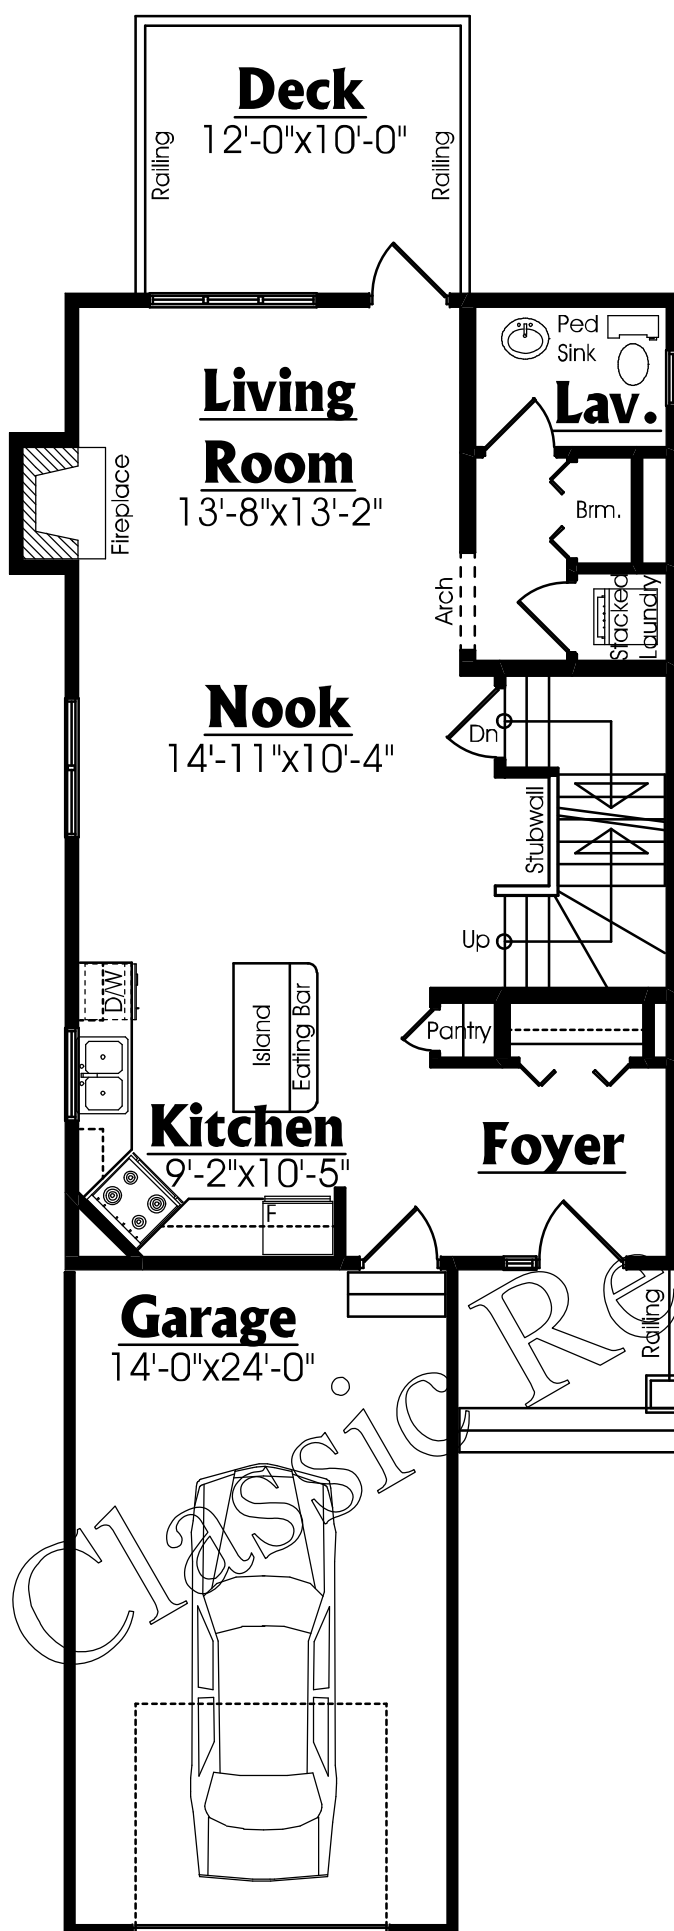 Deck
12'-0"x10'-0"
Railing
Railing
Ped
Sink
Lav.
Living
Room
13'-8"x13'-2"
Fireplace
Brm.
Arch
Stacked
Laundry
Nook
14'-11"x10'-4"
Dn
Stubwall
Up
D/W
Island
Eating Bar
Pantry
Kitchen
9'-2"x10'-5"
Foyer
F
Garage
14'-0"x24'-0"
Railing
Classic Re